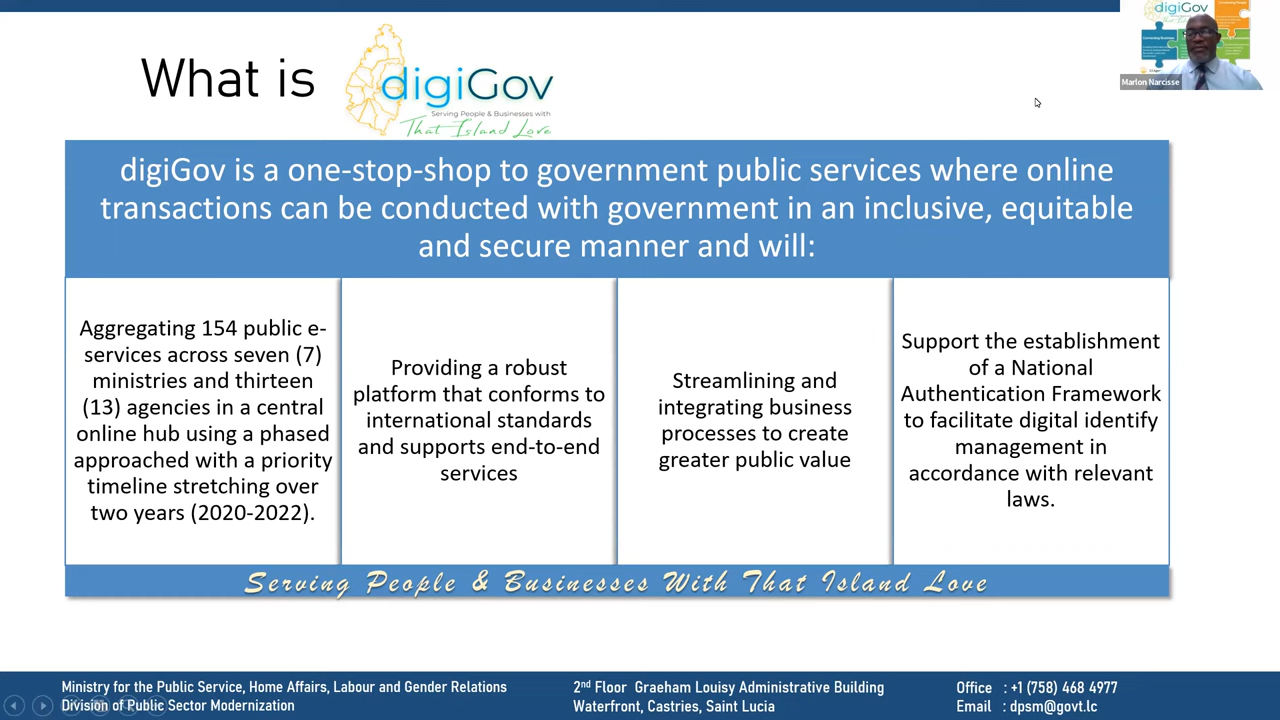 What is
digiGov
Serving People & Businesses with
That Island Love
digiGov
Marlon Narcisse
digiGov is a one-stop-shop to government public services where online
transactions can be conducted with government in an inclusive, equitable
and secure manner and will:
Aggregating 154 public e-
services across seven (7)
ministries and thirteen
(13) agencies in a central
online hub using a phased
approached with a priority
timeline stretching over
two years (2020-2022).
Providing a robust
platform that conforms to
international standards
and supports end-to-end
services
Streamlining and
integrating business
processes to create
greater public value
Support the establishment
of a National
Authentication Framework
to facilitate digital identify
management in
accordance with relevant
laws.
Serving People & Businesses With That Island Love
Ministry for the Public Service, Home Affairs, Labour and Gender Relations
Division of Public Sector Modernization
2nd Floor Graeham Louisy Administrative Building
Waterfront, Castries, Saint Lucia
Office : +1 (758) 468 4977
Email : dpsm@govt.lc